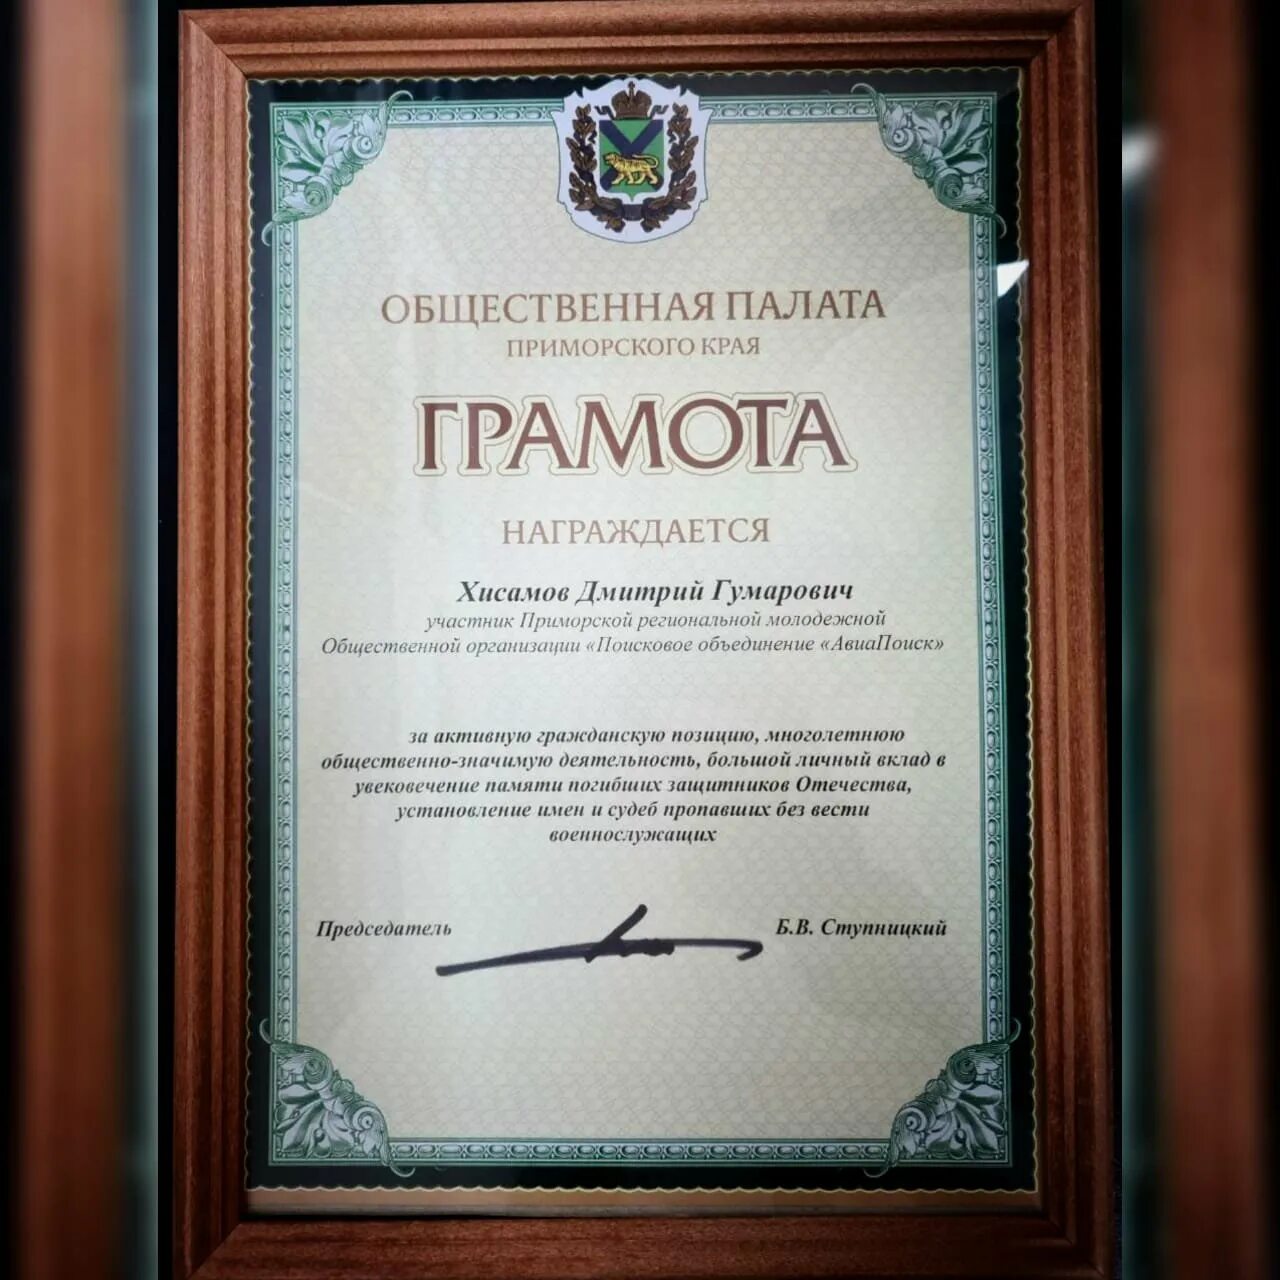 ОБЩЕСТВЕННАЯ ПАЛАТА
ПРИМОРСКОГО КРАЯ
ГРАМОТА
НАГРАЖДАЕТСЯ
Хисамов Дмитрий Гумарович
участник Приморской региональной молодежной
Общественной организации «Поисковое объединение «АвиаПоиск»
за активную гражданскую позицию, многолетнюю
общественно-значимую деятельность, большой личный вклад в
увековечение памяти погибших защитников Отечества,
установление имен и судеб пропавших без вести
военнослужащих
Председатель Б.В. Ступницкий